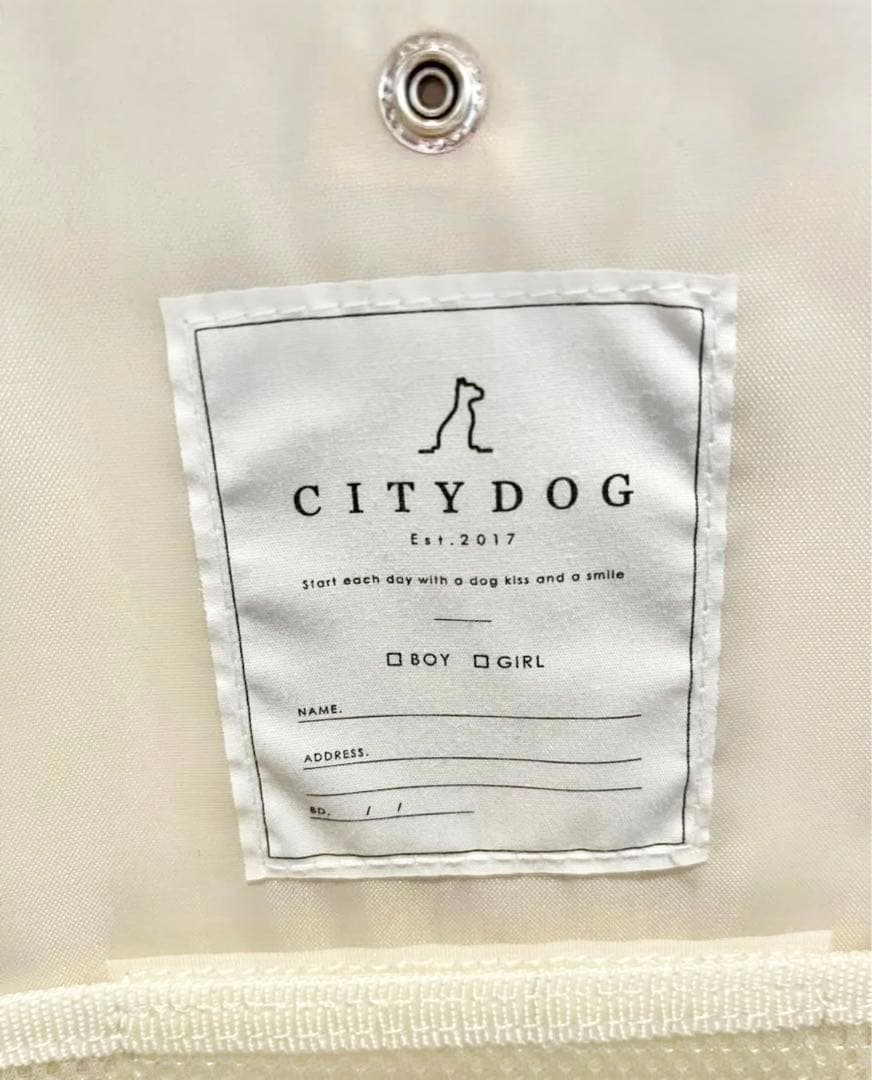 CITYDOG
Est.2017
Start each day with a dog kiss and a smile
BOY GIRL
NAME.
ADDRESS.
BD. / /